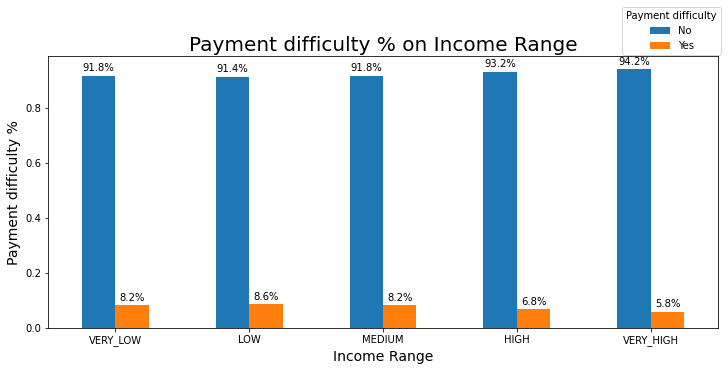 Payment difficulty
No
Yes
Payment difficulty % on Income Range
Payment difficulty %
0.8
0.6
0.4
0.2
0.0
91.8%
8.2%
91.4%
8.6%
91.8%
8.2%
93.2%
6.8%
94.2%
5.8%
VERY_LOW
LOW
MEDIUM
HIGH
VERY_HIGH
Income Range